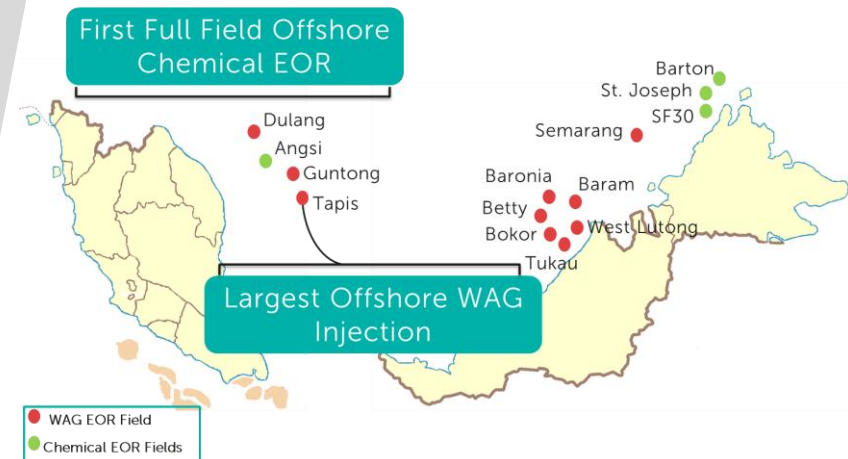 First Full Field Offshore
Chemical EOR
Barton
St. Joseph
SF30
Dulang
Semarang
Angsi
Guntong
Baronia
Baram
Tapis
Betty
West Lutong
Bokor
Tukau
Largest Offshore WAG
Injection
WAG EOR Field
Chemical EOR Fields